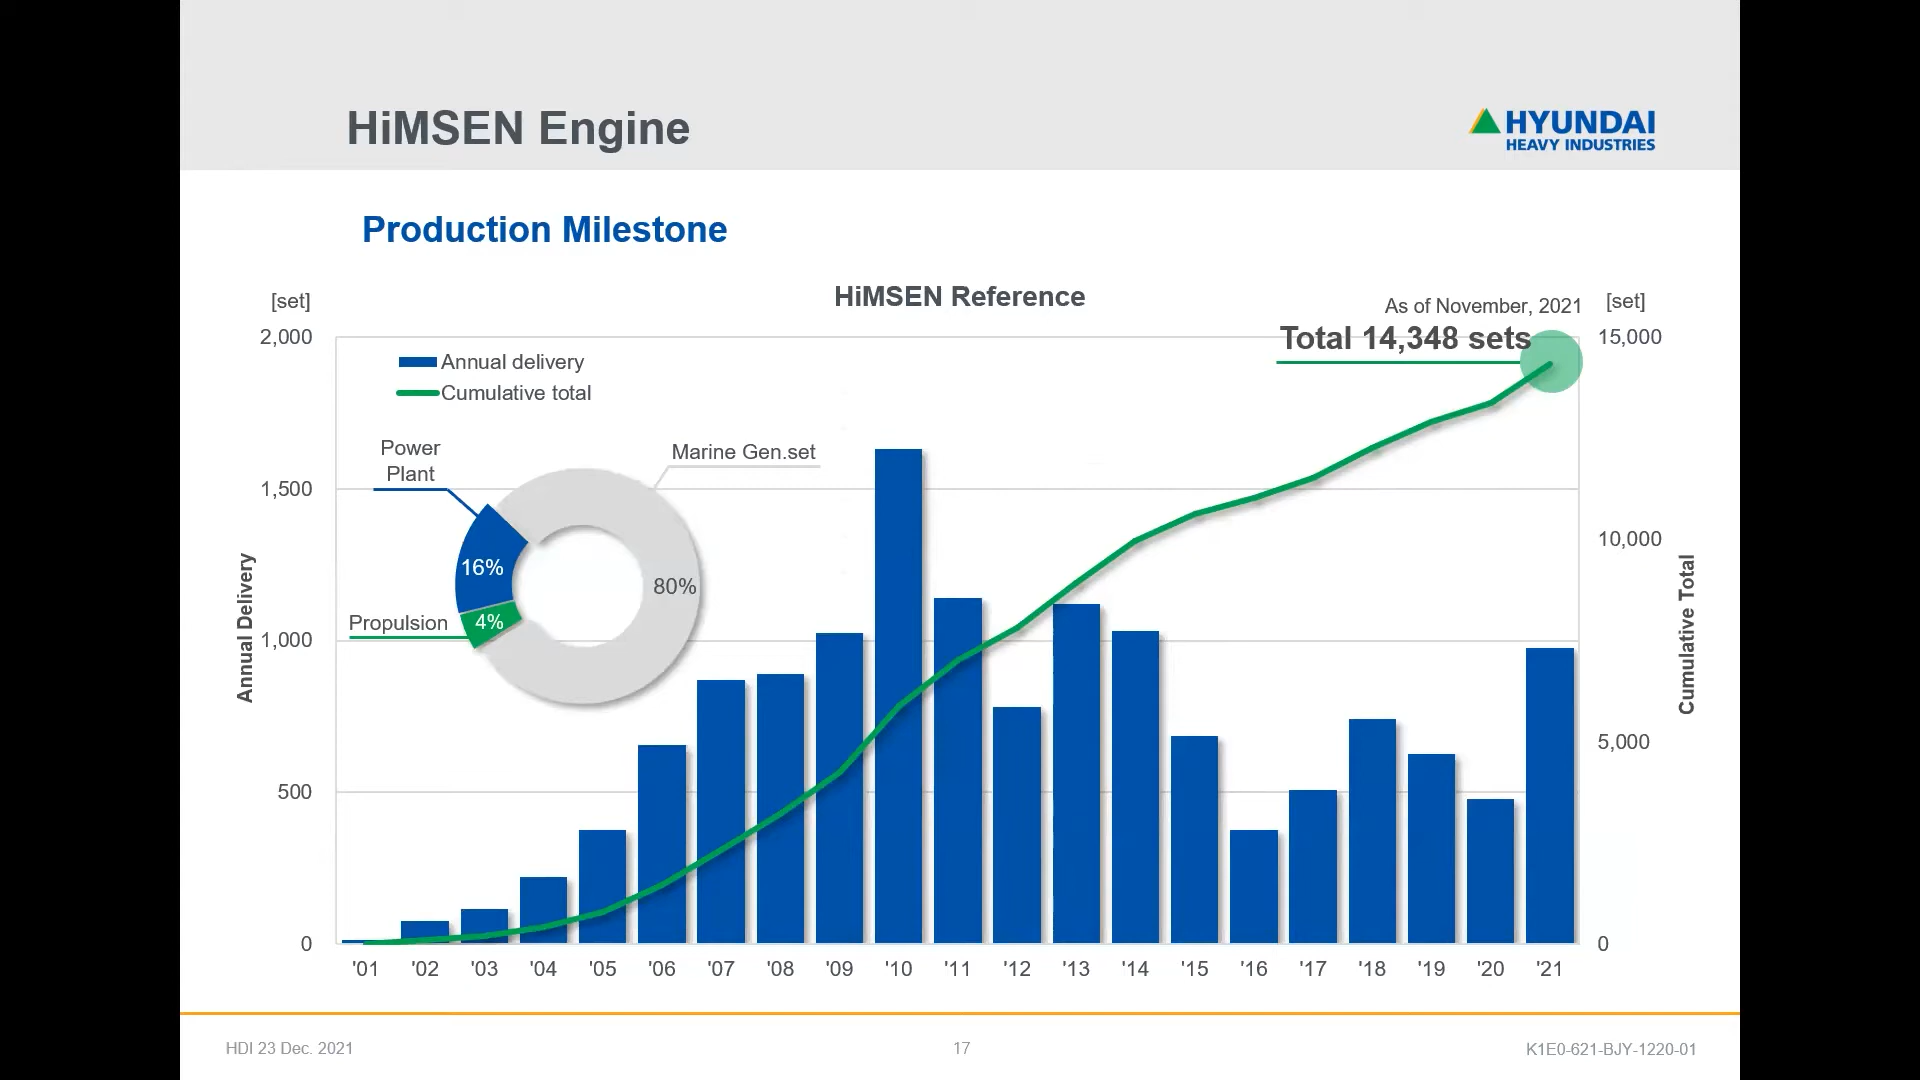 HiMSEN Engine
HYUNDAI
HEAVY INDUSTRIES
Production Milestone
HiMSEN Reference
[set]
As of November, 2021
[set]
Total 14,348 sets
2,000
1,500
1,000
500
0
15,000
10,000
5,000
0
Annual Delivery
Cumulative Total
Annual delivery
Cumulative total
Power
Plant
Marine Gen.set
16%
80%
Propulsion
4%
'01 '02 '03 '04 '05 '06 '07 '08 '09 '10 '11 '12 '13 '14 '15 '16 '17 '18 '19 '20 '21
HDI 23 Dec. 2021
17
K1E0-621-BJY-1220-01